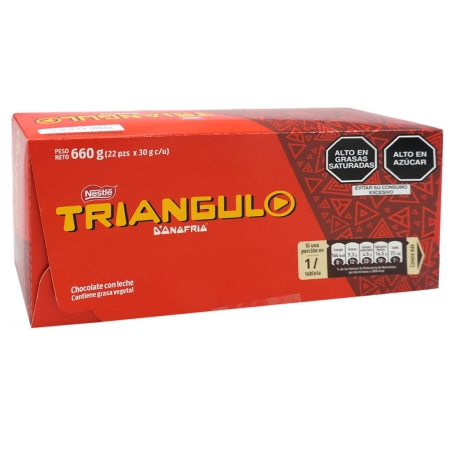 PESO NETO 660 g (22 pzs x 30 g c/u)
Nestlé
TRIANGULO
D'ONOFRIO
Chocolate con leche
Contiene grasa vegetal
ALTO EN
GRASAS
SATURADAS
ALTO EN
AZÚCAR
EVITAR SU CONSUMO
EXCESIVO
Si una
porción es
1/
tableta